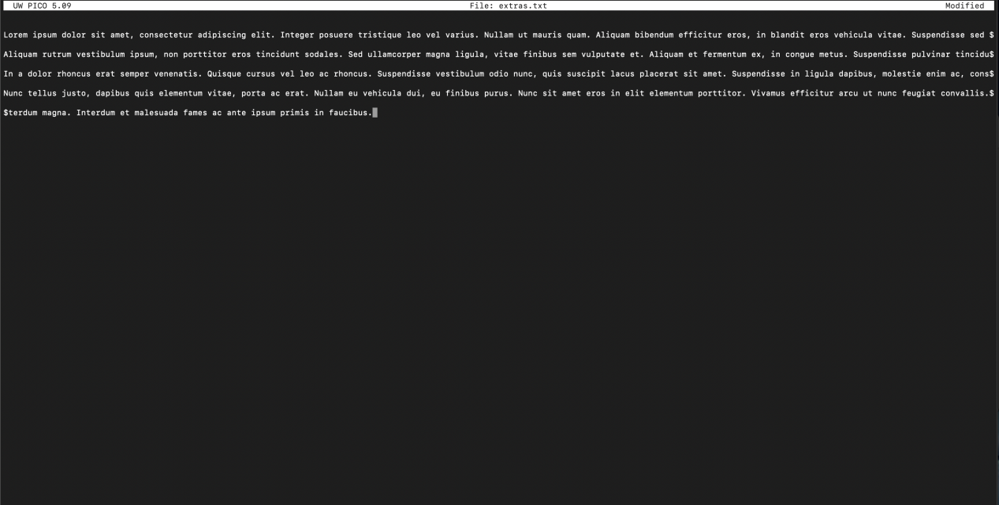 UW PICO 5.09 File: extras.txt Modified
Lorem ipsum dolor sit amet, consectetur adipiscing elit. Integer posuere tristique leo vel varius. Nullam ut mauris quam. Aliquam bibendum efficitur eros, in blandit eros vehicula vitae. Suspendisse sed $
Aliquam rutrum vestibulum ipsum, non porttitor eros tincidunt sodales. Sed ullamcorper magna ligula, vitae finibus sem vulputate et. Aliquam et fermentum ex, in congue metus. Suspendisse pulvinar tincidu$
In a dolor rhoncus erat semper venenatis. Quisque cursus vel leo ac rhoncus. Suspendisse vestibulum odio nunc, quis suscipit lacus placerat sit amet. Suspendisse in ligula dapibus, molestie enim ac, cons$
Nunc tellus justo, dapibus quis elementum vitae, porta ac erat. Nullam eu vehicula dui, eu finibus purus. Nunc sit amet eros in elit elementum porttitor. Vivamus efficitur arcu ut nunc feugiat convallis.$
$terdum magna. Interdum et malesuada fames ac ante ipsum primis in faucibus.